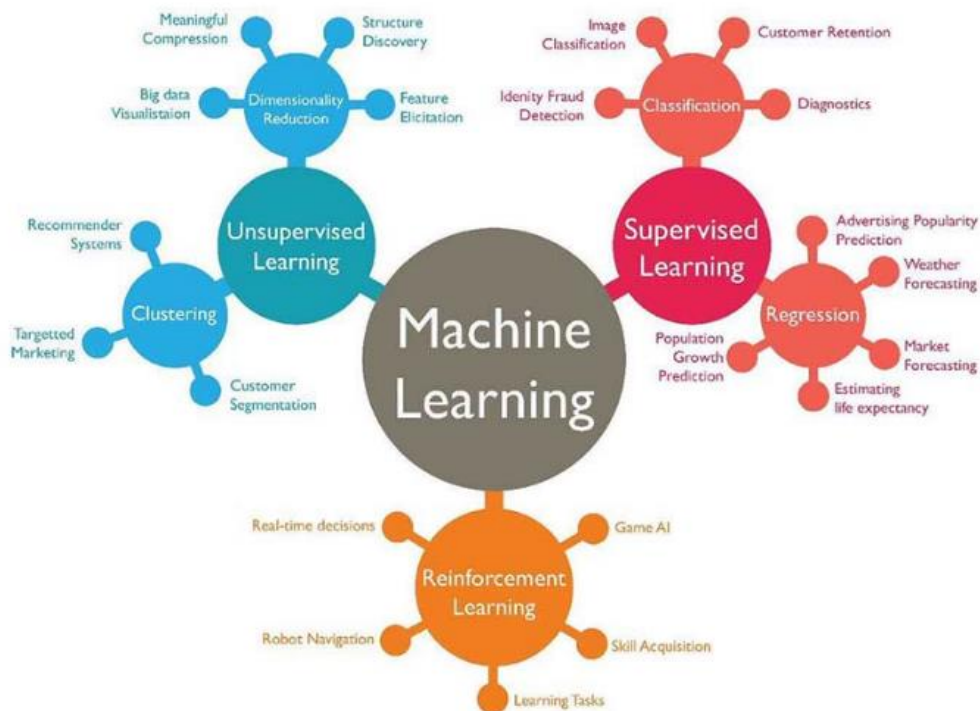 Meaningful
Compression
Structure
Discovery
Big data
Visualistaion
Dimensionality
Reduction
Feature
Elicitation
Unsupervised
Learning
Recommender
Systems
Clustering
Targetted
Marketing
Customer
Segmentation
Image
Classification
Customer Retention
Idenity Fraud
Detection
Classification
Diagnostics
Supervised
Learning
Advertising Popularity
Prediction
Weather
Forecasting
Regression
Population
Growth
Prediction
Market
Forecasting
Estimating
life expectancy
Machine
Learning
Real-time decisions
Game AI
Reinforcement
Learning
Robot Navigation
Skill Acquisition
Learning Tasks